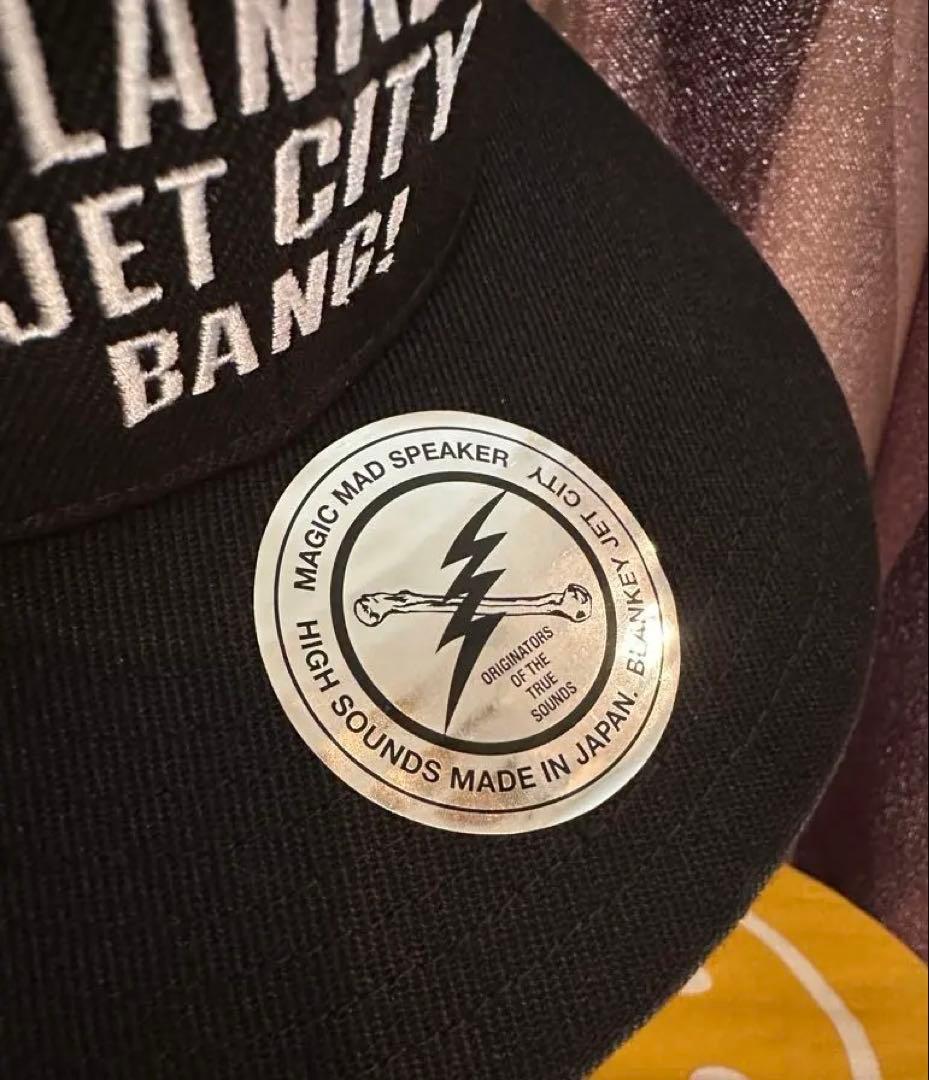 LANK
JET CITY
BANG!
MAGIC MAD SPEAKER
BLANKEY JET CITY
HIGH SOUNDS MADE IN JAPAN.
ORIGINATORS
OF THE
TRUE
SOUNDS